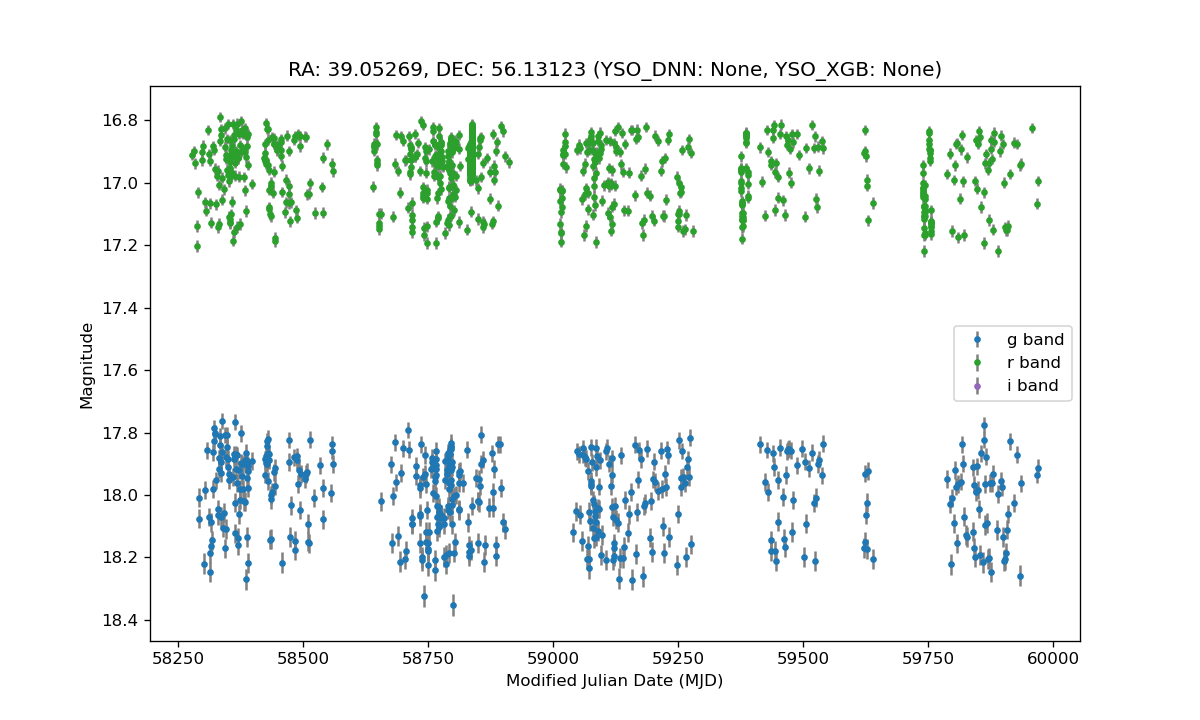 RA: 39.05269, DEC: 56.13123 (YSO_DNN: None, YSO_XGB: None)
16.8
17.0
17.2
17.4
17.6
17.8
18.0
18.2
18.4
Magnitude
g band
r band
i band
58250 58500 58750 59000 59250 59500 59750 60000
Modified Julian Date (MJD)